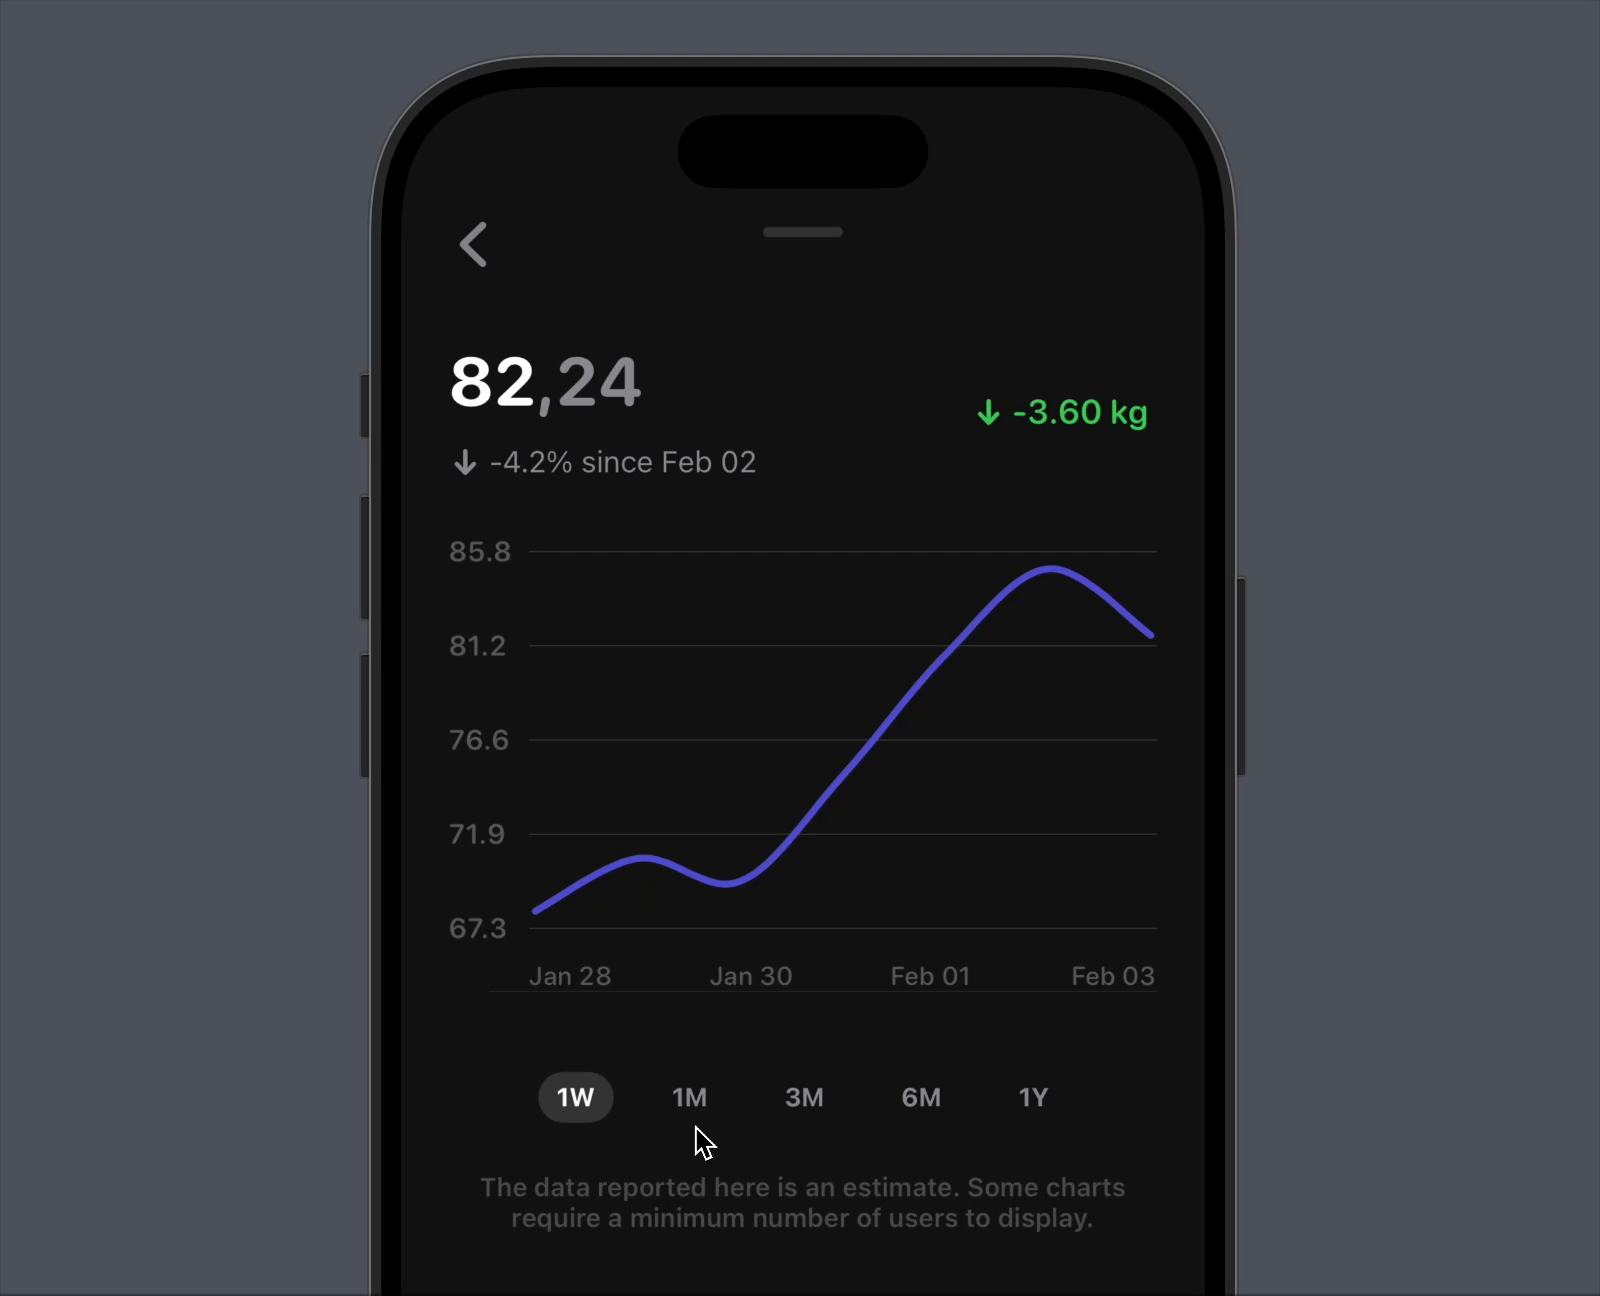 82,24
↓ -3.60 kg
↓ -4.2% since Feb 02
85.8
81.2
76.6
71.9
67.3
Jan 28 Jan 30 Feb 01 Feb 03
1W 1M 3M 6M 1Y
The data reported here is an estimate. Some charts
require a minimum number of users to display.